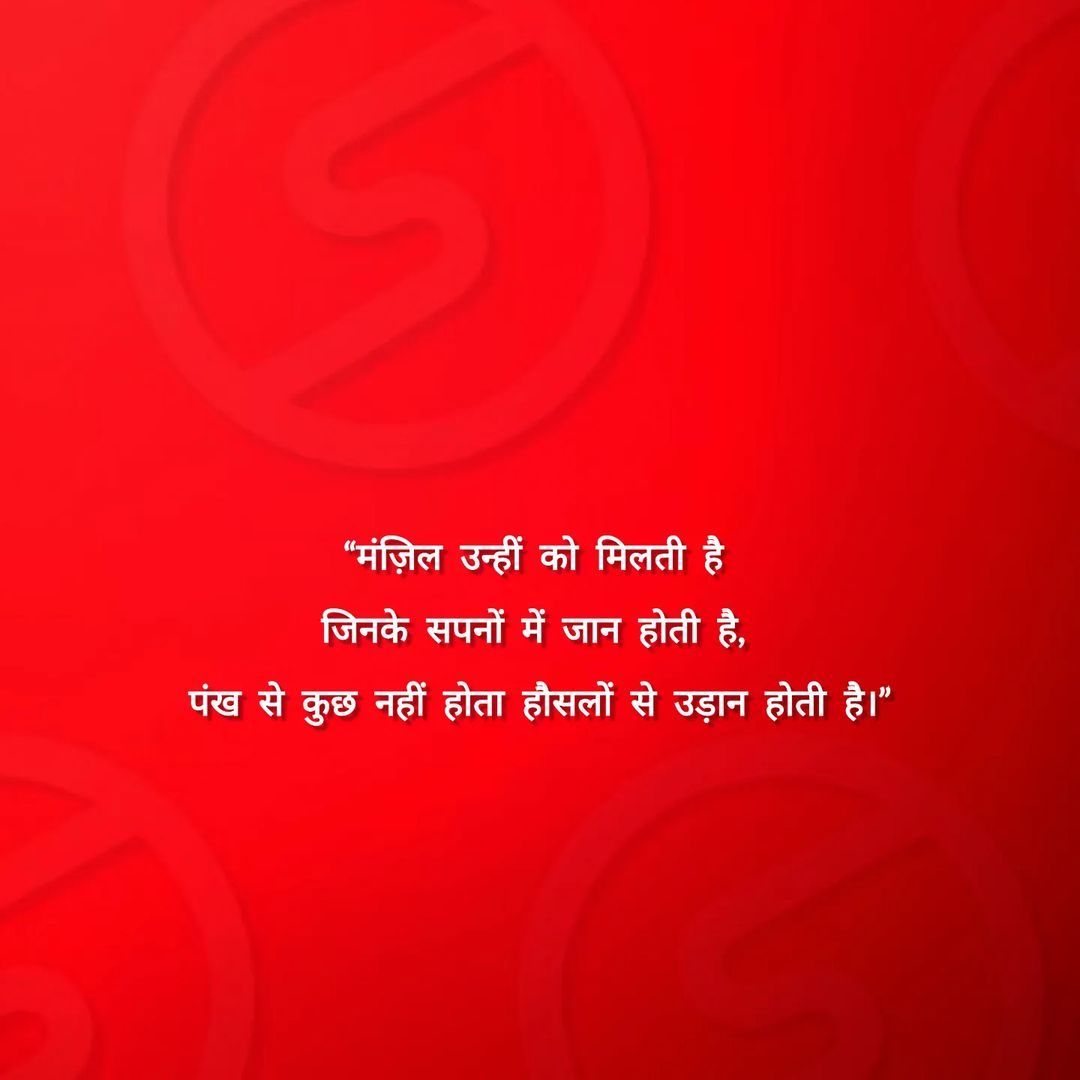 “मंज़िल उन्हीं को मिलती है
जिनके सपनों में जान होती है,
पंख से कुछ नहीं होता हौसलों से उड़ान होती है।”